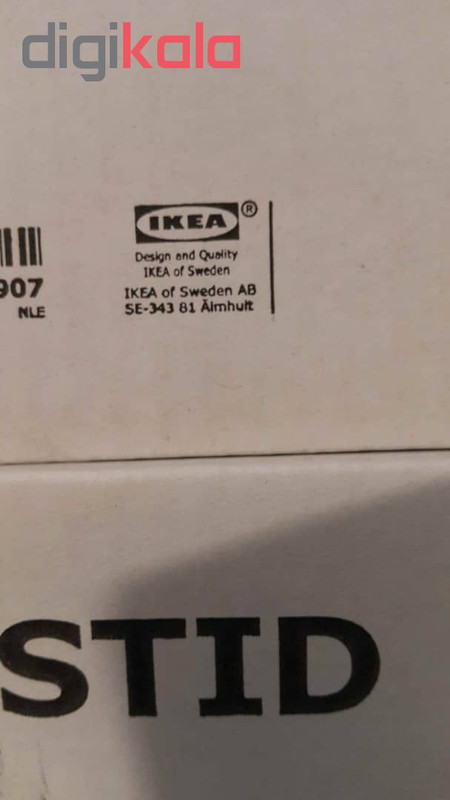 digikala
IKEA®
Design and Quality
IKEA of Sweden
907
IKEA of Sweden AB
NLE
SE-343 81 Älmhult
STID